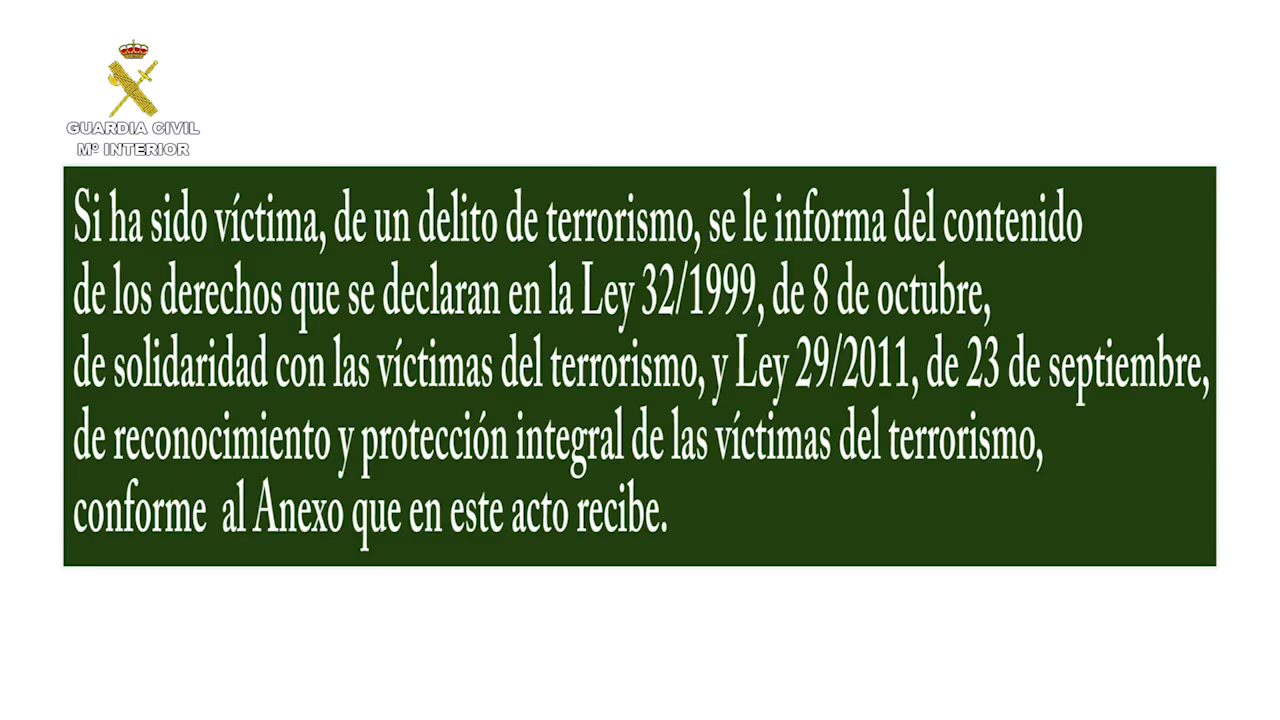 GUARDIA CIVIL
Mº INTERIOR
Si ha sido víctima, de un delito de terrorismo, se le informa del contenido
de los derechos que se declaran en la Ley 32/1999, de 8 de octubre,
de solidaridad con las víctimas del terrorismo, y Ley 29/2011, de 23 de septiembre,
de reconocimiento y protección integral de las víctimas del terrorismo,
conforme  al Anexo que en este acto recibe.